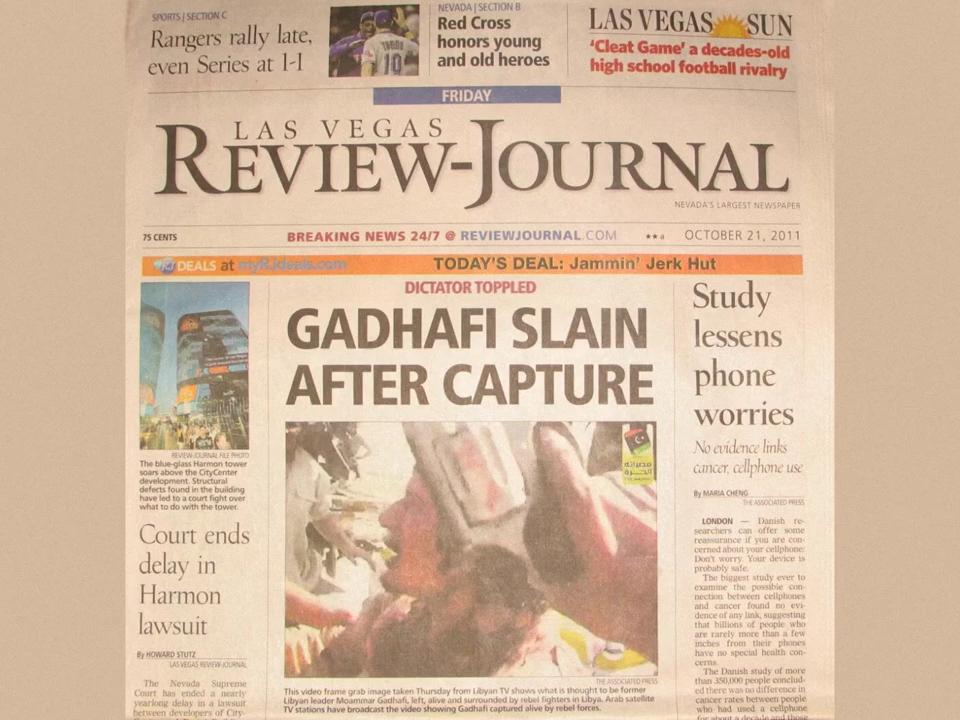 SPORTS | SECTION C
Rangers rally late,
even Series at 1-1
10
NEVADA | SECTION B
Red Cross
honors young
and old heroes
LAS VEGAS SUN
'Cleat Game' a decades-old
high school football rivalry
FRIDAY
LAS VEGAS
REVIEW-JOURNAL
NEVADA'S LARGEST NEWSPAPER
75 CENTS
BREAKING NEWS 24/7 @ REVIEWJOURNAL.COM
★★a
OCTOBER 21, 2011
RJ DEALS at myRJdeals.com
TODAY'S DEAL: Jammin' Jerk Hut
REVIEW-JOURNAL FILE PHOTO
The blue-glass Harmon tower
soars above the CityCenter
development. Structural
defects found in the building
have led to a court fight over
what to do with the tower.
Court ends
delay in
Harmon
lawsuit
By HOWARD STUTZ
LAS VEGAS REVIEW-JOURNAL
The Nevada Supreme
Court has ended a nearly
yearlong delay in a lawsuit
between developers of City-
DICTATOR TOPPLED
GADHAFI SLAIN
AFTER CAPTURE
THE ASSOCIATED PRESS
This video frame grab image taken Thursday from Libyan TV shows what is thought to be former
Libyan leader Moammar Gadhafi, left, alive and surrounded by rebel fighters in Libya. Arab satellite
TV stations have broadcast the video showing Gadhafi captured alive by rebel forces.
Study
lessens
phone
worries
No evidence links
cancer, cellphone use
By MARIA CHENG
THE ASSOCIATED PRESS
LONDON — Danish re-
searchers can offer some
reassurance if you are con-
cerned about your cellphone:
Don't worry. Your device is
probably safe.
The biggest study ever to
examine the possible con-
nection between cellphones
and cancer found no evi-
dence of any link, suggesting
that billions of people who
are rarely more than a few
inches from their phones
have no special health con-
cerns.
The Danish study of more
than 350,000 people conclud-
ed there was no difference in
cancer rates between people
who had used a cellphone
for about a decade and those